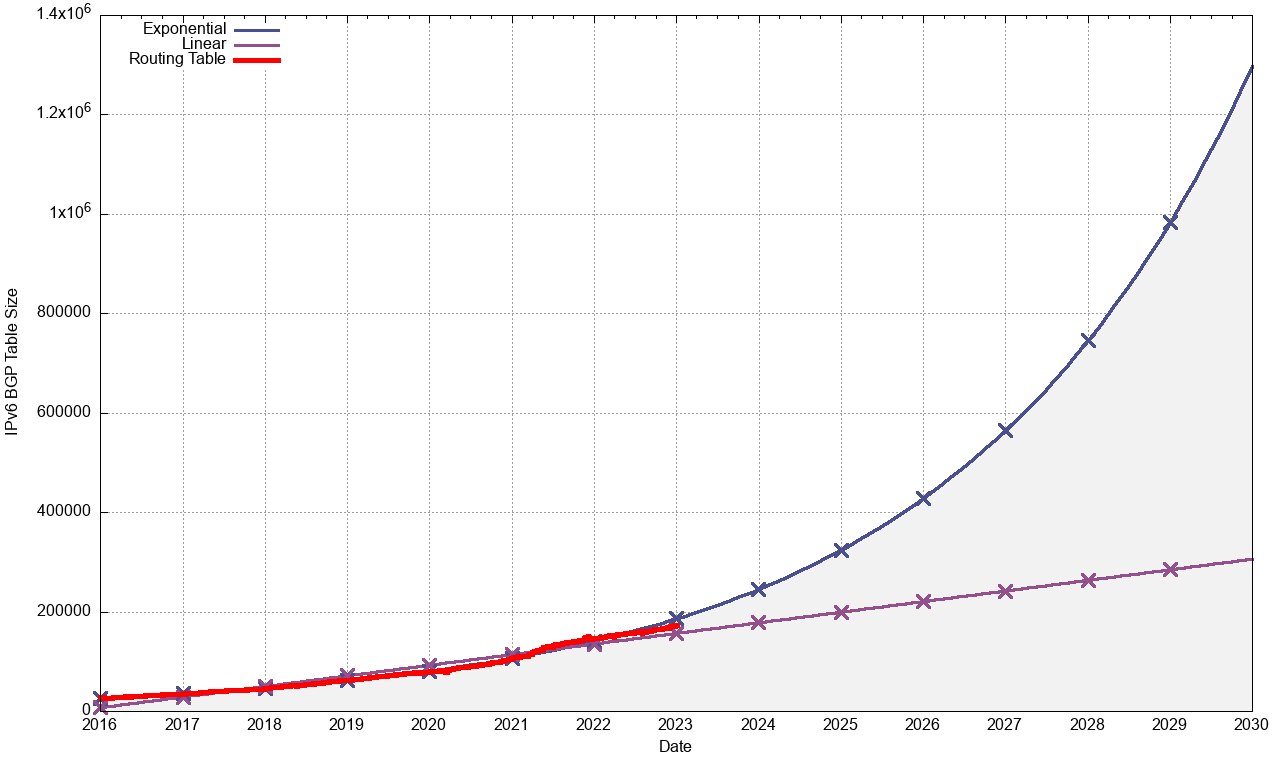 1.4x10^6
Exponential
Linear
Routing Table
1.2x10^6
1x10^6
800000
600000
400000
200000
0
IPv6 BGP Table Size
2016 2017 2018 2019 2020 2021 2022 2023 2024 2025 2026 2027 2028 2029 2030
Date